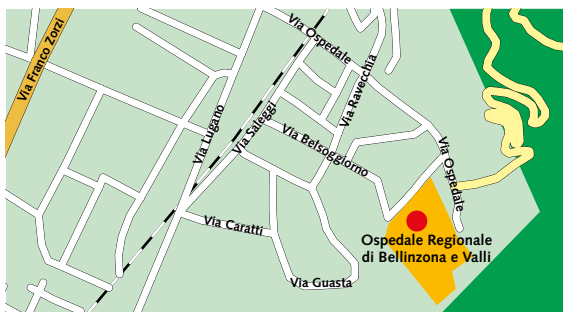 Via Franco Zorzi
Via Ospedale
Via Ravecchia
Via Lugano
Via Saleggi
Via Belsoggiorno
Via Ospedale
Via Caratti
Ospedale Regionale
di Bellinzona e Valli
Via Guasta